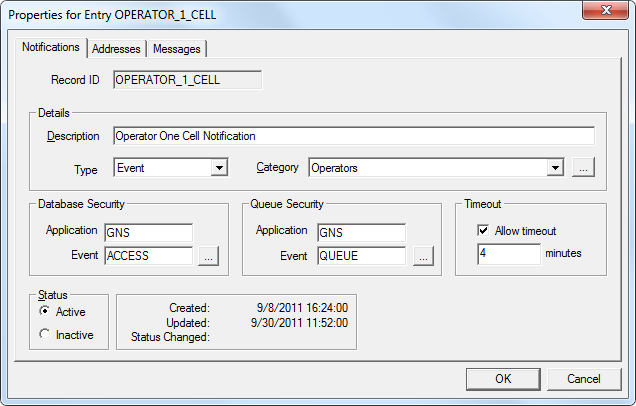 Properties for Entry OPERATOR_1_CELL
Notifications Addresses Messages
Record ID OPERATOR_1_CELL
Details
Description Operator One Cell Notification
Type Event Category Operators ...
Database Security Queue Security Timeout
Application GNS Application GNS Allow timeout
Event ACCESS ... Event QUEUE ... 4 minutes
Status
Active
Inactive
Created: 9/8/2011 16:24:00
Updated: 9/30/2011 11:52:00
Status Changed:
OK Cancel